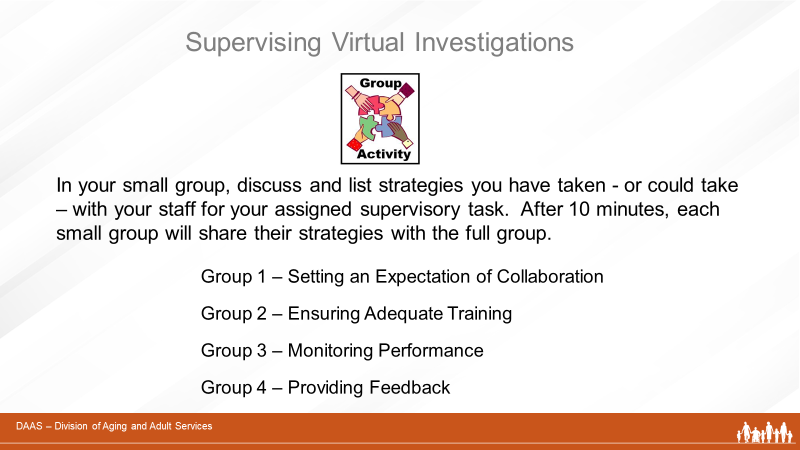 Supervising Virtual Investigations
Group
Activity
In your small group, discuss and list strategies you have taken - or could take
– with your staff for your assigned supervisory task.  After 10 minutes, each
small group will share their strategies with the full group.
Group 1 – Setting an Expectation of Collaboration
Group 2 – Ensuring Adequate Training
Group 3 – Monitoring Performance
Group 4 – Providing Feedback
DAAS – Division of Aging and Adult Services